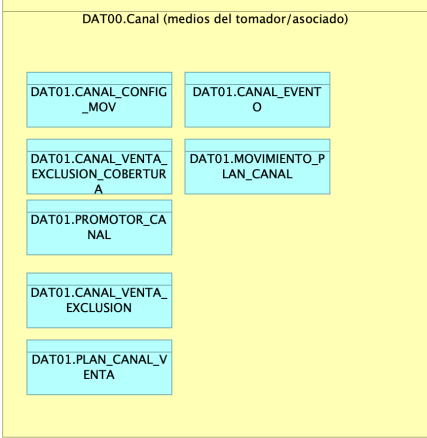 DAT00.Canal (medios del tomador/asociado)
DAT01.CANAL_CONFIG
_MOV
DAT01.CANAL_EVENT
O
DAT01.CANAL_VENTA_
EXCLUSION_COBERTUR
A
DAT01.MOVIMIENTO_P
LAN_CANAL
DAT01.PROMOTOR_CA
NAL
DAT01.CANAL_VENTA_
EXCLUSION
DAT01.PLAN_CANAL_V
ENTA